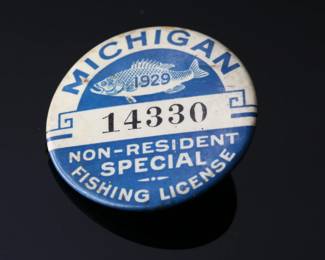 MICHIGAN
1929
14330
NON-RESIDENT
SPECIAL
FISHING LICENSE